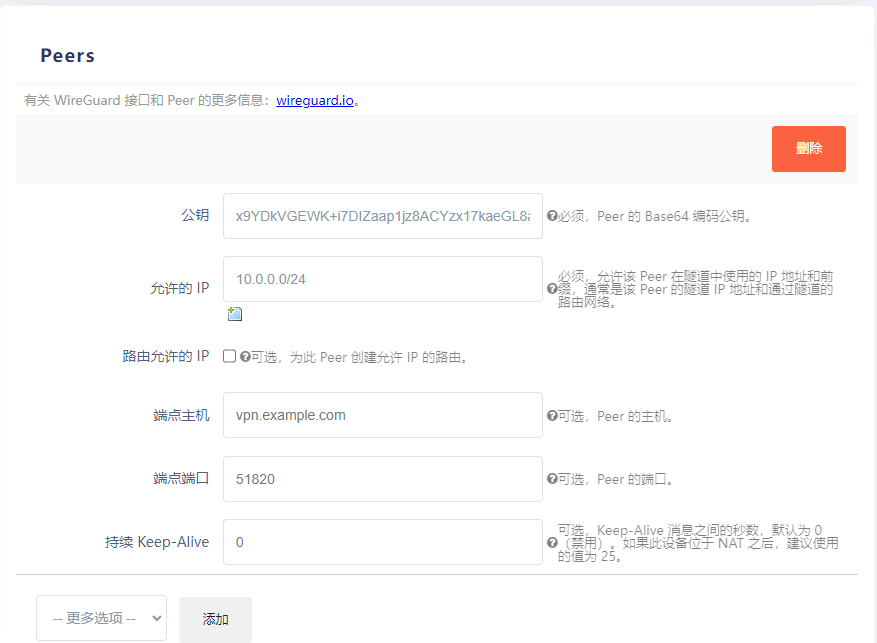 Peers
有关 WireGuard 接口和 Peer 的更多信息：wireguard.io。
删除
公钥 x9YDkVGEWK+i7DIZaap1jz8ACYzx17kaeGL8a 必须，Peer 的 Base64 编码公钥。
允许的 IP 10.0.0.0/24 必须，允许该 Peer 在隧道中使用的 IP 地址和前
缀，通常是该 Peer 的隧道 IP 地址和通过隧道的
路由网络。
路由允许的 IP 可选，为此 Peer 创建允许 IP 的路由。
端点主机 vpn.example.com 可选，Peer 的主机。
端点端口 51820 可选，Peer 的端口。
持续 Keep-Alive 0 可选，Keep-Alive 消息之间的秒数，默认为 0
（禁用）。如果此设备位于 NAT 之后，建议使用
的值为 25。
-- 更多选项 -- 添加